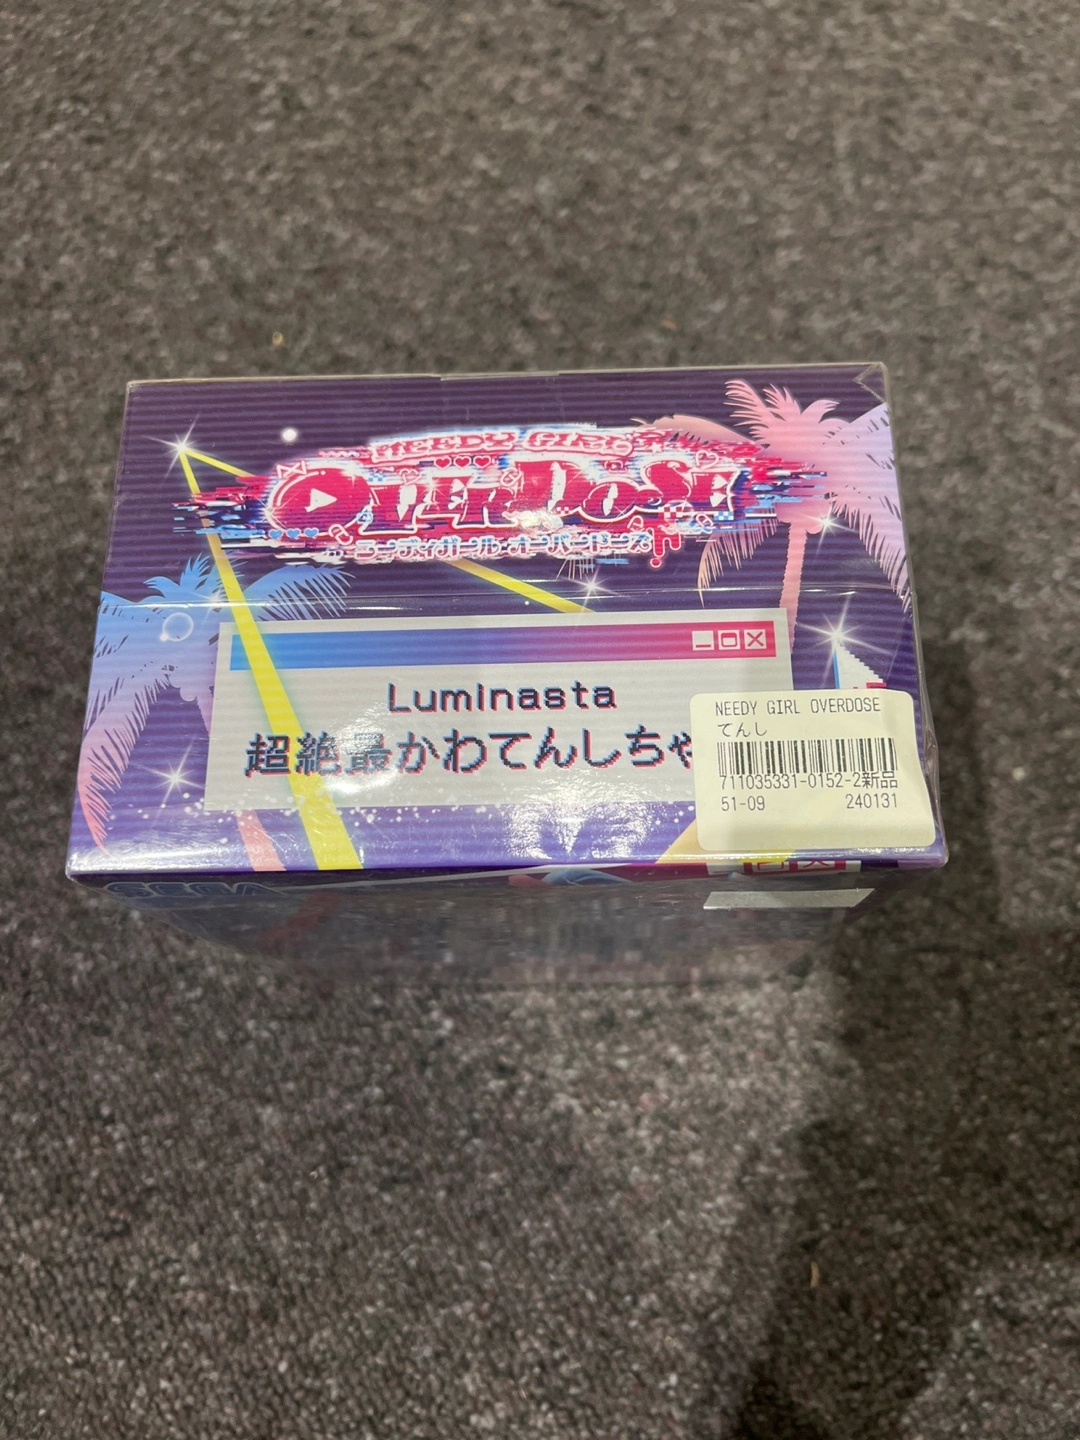 NEEDY GIRL
OVERDOSE
ニーディガール オーバードーズ
Luminasta
超絶最かわてんしちゃ
NEEDY GIRL OVERDOSE
てんし
711035331-0152-2新品
51-09 240131
SEGA